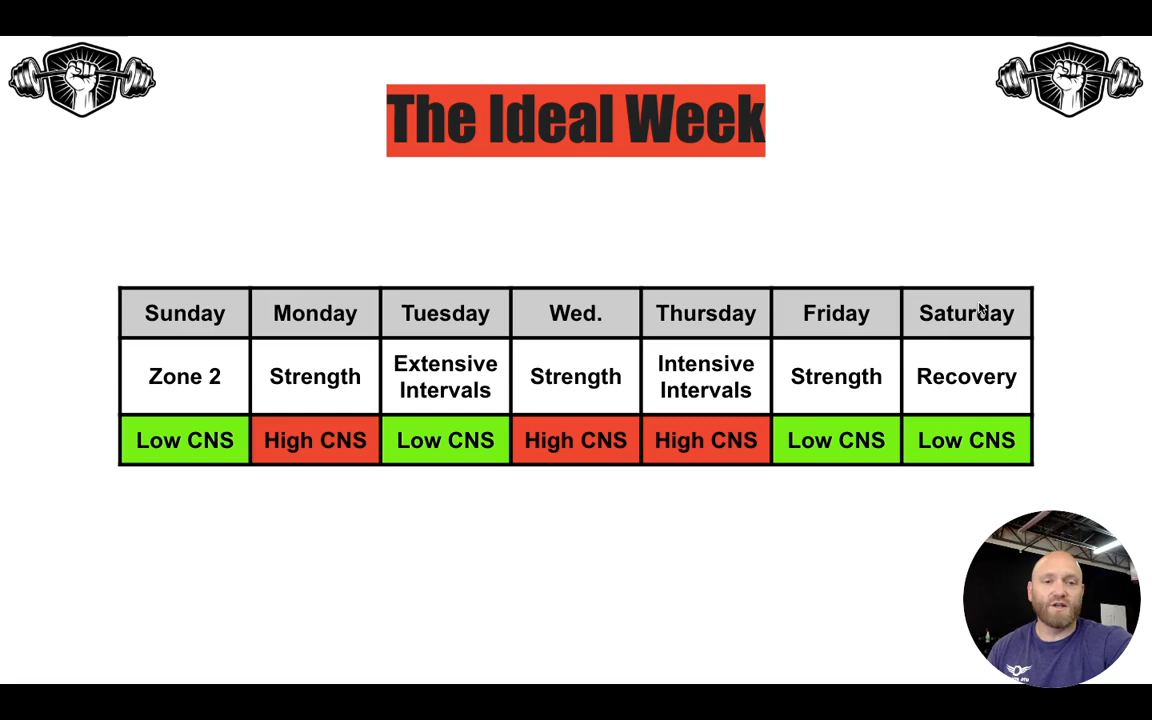 The Ideal Week
Sunday Monday Tuesday Wed. Thursday Friday Saturday
Zone 2 Strength Extensive Intervals Strength Intensive Intervals Strength Recovery
Low CNS High CNS Low CNS High CNS High CNS Low CNS Low CNS